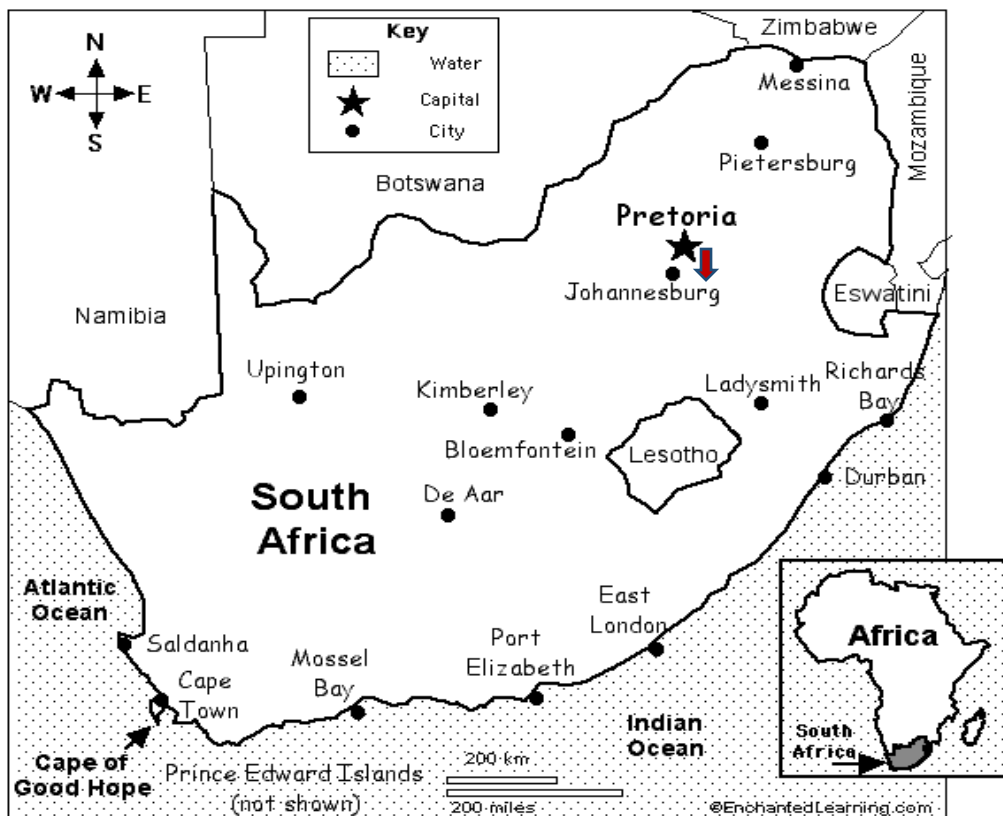 Zimbabwe
Key
Water
Capital
City
N
W
E
S
Messina
Mozambique
Pietersburg
Botswana
Pretoria
Johannesburg
Eswatini
Namibia
Upington
Kimberley
Ladysmith
Richards
Bay
Bloemfontein
Lesotho
Durban
De Aar
South
Africa
Atlantic
Ocean
East
London
Africa
Saldanha
Port
Elizabeth
Mossel
Bay
Cape
Town
Indian
Ocean
South
Africa
Cape of
Good Hope
Prince Edward Islands
(not shown)
200 km
200 miles
©EnchantedLearning.com